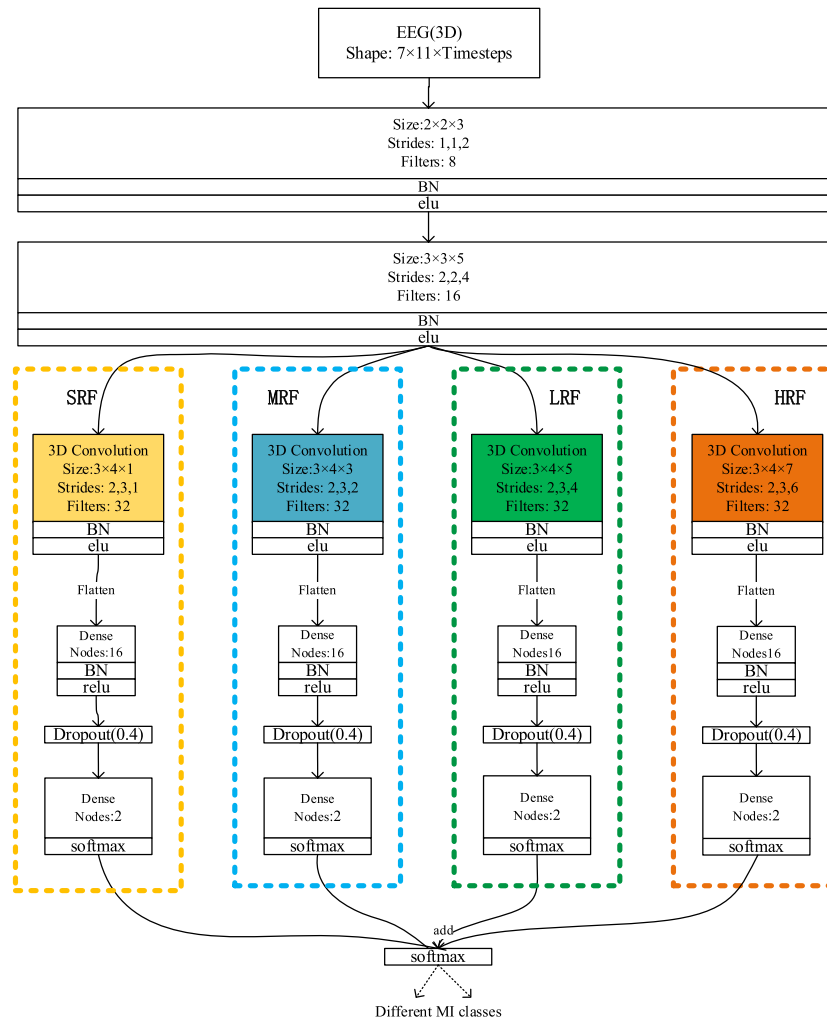 EEG(3D)
Shape: 7×11×Timesteps
Size:2×2×3
Strides: 1,1,2
Filters: 8
BN
elu
Size:3×3×5
Strides: 2,2,4
Filters: 16
BN
elu
SRF
3D Convolution
Size:3×4×1
Strides: 2,3,1
Filters: 32
BN
elu
Flatten
Dense
Nodes:16
BN
relu
Dropout(0.4)
Dense
Nodes:2
softmax
MRF
3D Convolution
Size:3×4×3
Strides: 2,3,2
Filters: 32
BN
elu
Flatten
Dense
Nodes:16
BN
relu
Dropout(0.4)
Dense
Nodes:2
softmax
LRF
3D Convolution
Size:3×4×5
Strides: 2,3,4
Filters: 32
BN
elu
Flatten
Dense
Nodes16
BN
relu
Dropout(0.4)
Dense
Nodes:2
softmax
HRF
3D Convolution
Size:3×4×7
Strides: 2,3,6
Filters: 32
BN
elu
Flatten
Dense
Nodes:16
BN
relu
Dropout(0.4)
Dense
Nodes:2
softmax
add
softmax
Different MI classes